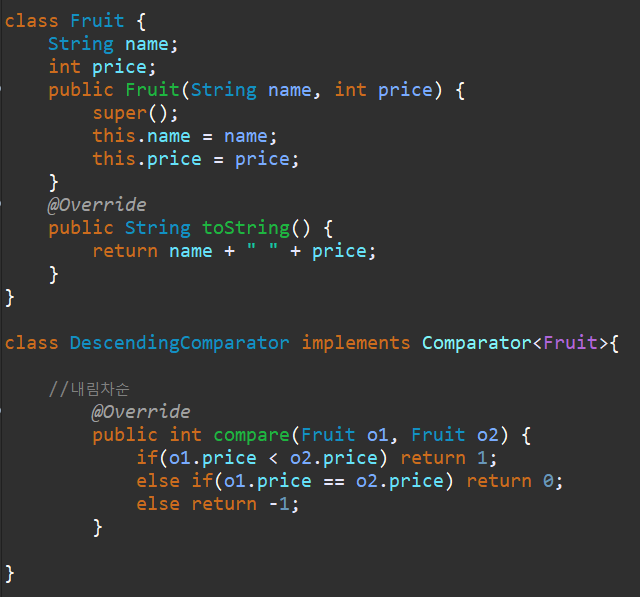 class Fruit {
String name;
int price;
public Fruit(String name, int price) {
super();
this.name = name;
this.price = price;
}
@Override
public String toString() {
return name + " " + price;
}
}
class DescendingComparator implements Comparator<Fruit>{
//내림차순
@Override
public int compare(Fruit o1, Fruit o2) {
if(o1.price < o2.price) return 1;
else if(o1.price == o2.price) return 0;
else return -1;
}
}